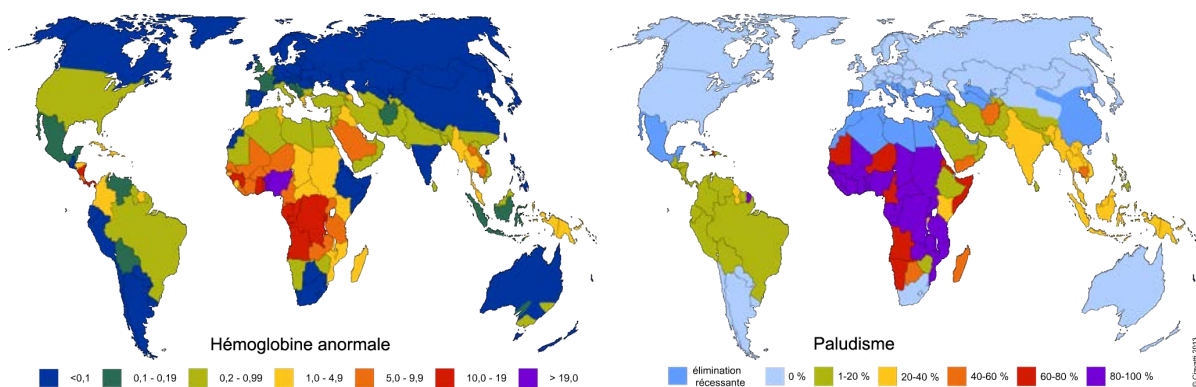 Hémoglobine anormale
<0,1 0,1 - 0,19 0,2 - 0,99 1,0 - 4,9 5,0 - 9,9 10,0 - 19 > 19,0
Paludisme
élimination
récessante
0 % 1-20 % 20-40 % 40-60 % 60-80 % 80-100 %